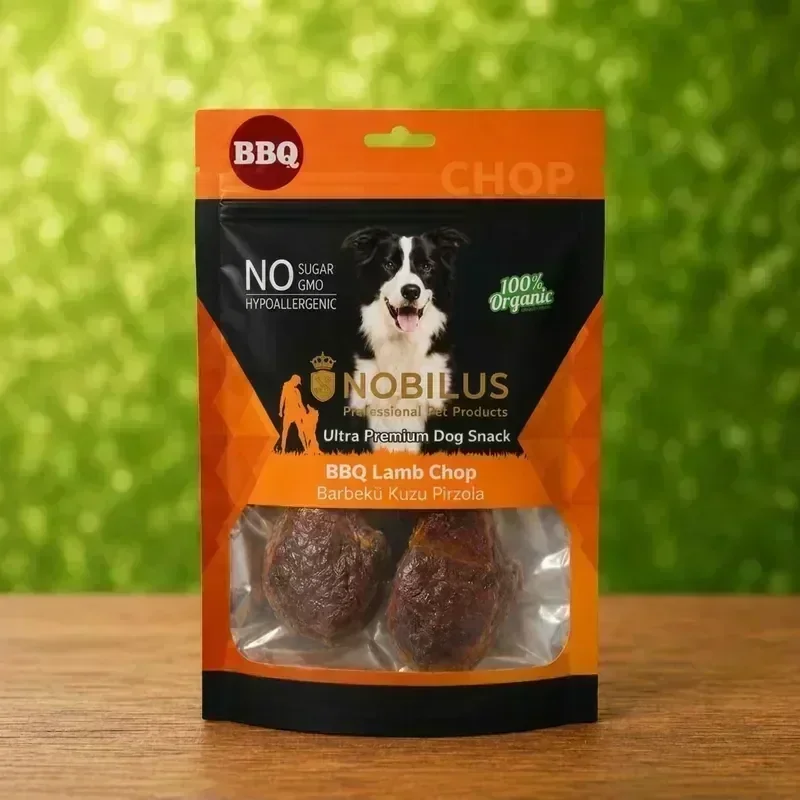 BBQ
CHOP
NO SUGAR
GMO
HYPOALLERGENIC
100%
Organic
NOBILUS
Professional Pet Products
Ultra Premium Dog Snack
BBQ Lamb Chop
Barbekü Kuzu Pirzola